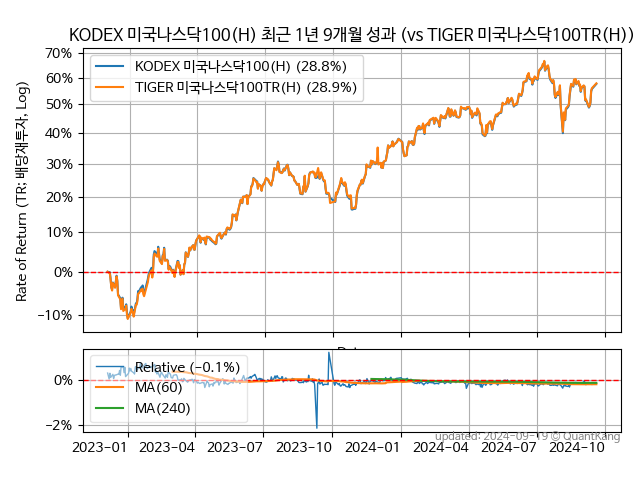 KODEX 미국나스닥100(H) 최근 1년 9개월 성과 (vs TIGER 미국나스닥100TR(H))
Rate of Return (TR: 배당재투자, Log)
70%
60%
50%
40%
30%
20%
10%
0%
−10%
KODEX 미국나스닥100(H) (28.8%)
TIGER 미국나스닥100TR(H) (28.9%)
0%
−2%
Relative (−0.1%)
MA(60)
MA(240)
2023−01 2023−04 2023−07 2023−10 2024−01 2024−04 2024−07 2024−10
updated: 2024−09−19 © QuantKang